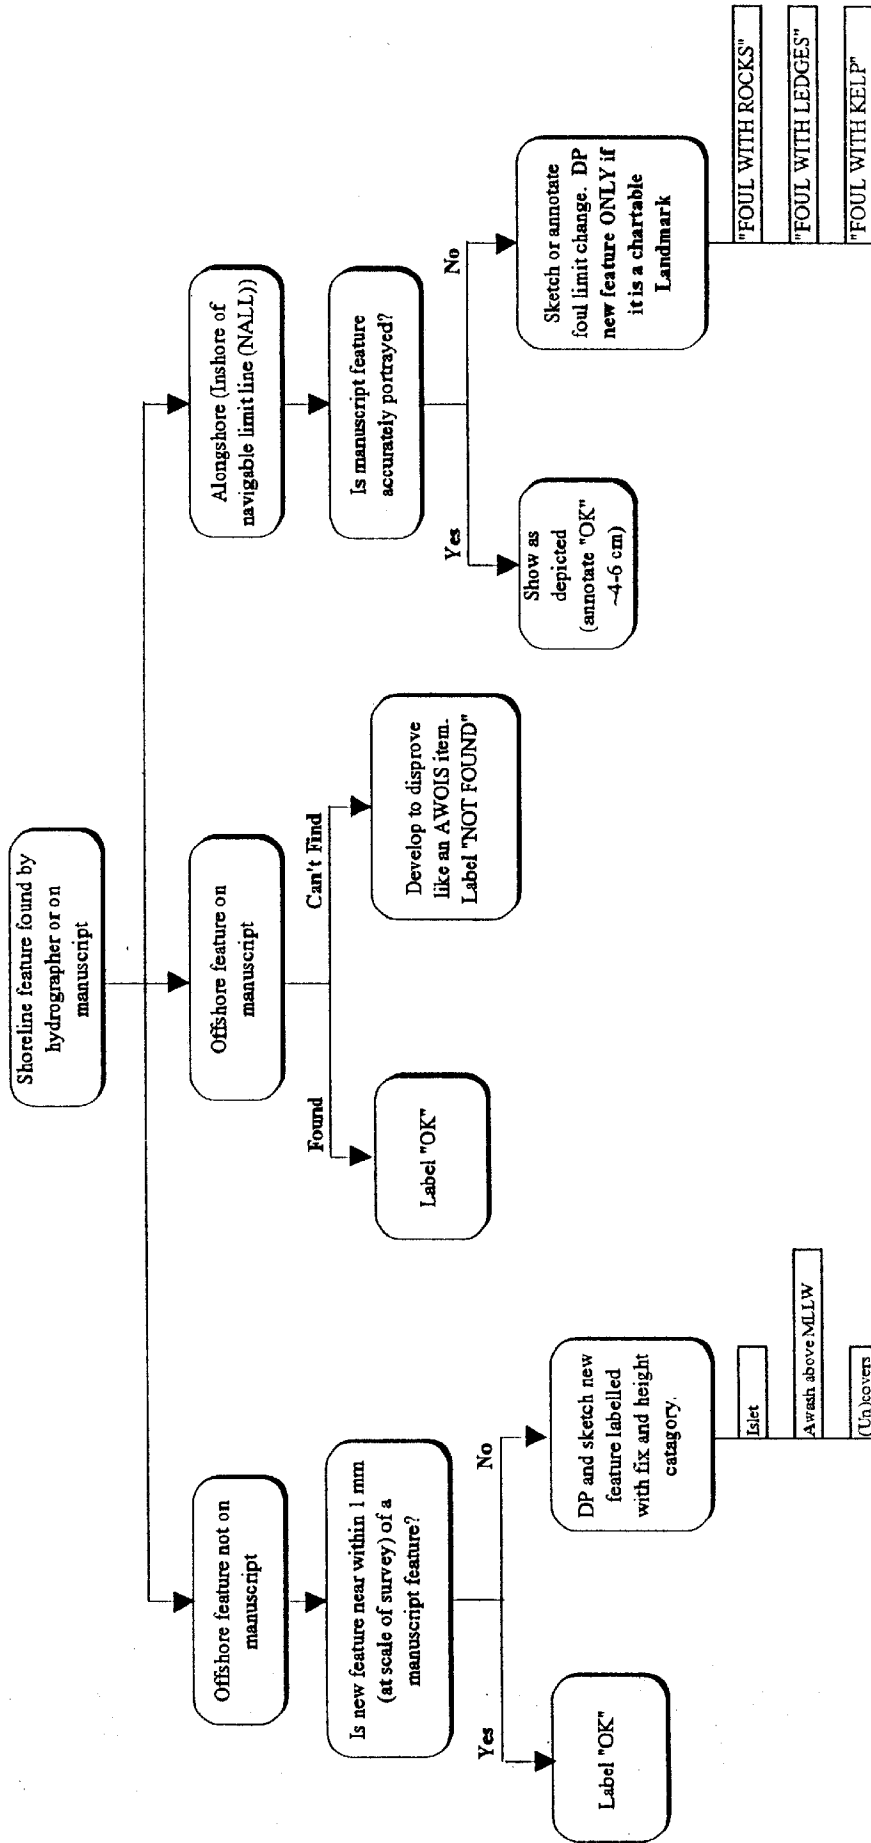 Shoreline feature found by
hydrographer or on
manuscript
Offshore feature not on
manuscript
Is new feature near within 1 mm
(at scale of survey) of a
manuscript feature?
Yes
No
Label "OK"
DP and sketch new
feature labelled
with fix and height
catagory.
Islet
Awash above MLLW
(Un)covers
Offshore feature on
manuscript
Found
Can't Find
Label "OK"
Develop to disprove
like an AWOIS item.
Label "NOT FOUND"
Alongshore (Inshore of
navigable limit line (NALL))
Is manuscript feature
accurately portrayed?
Yes
No
Show as
depicted
(annotate "OK"
~4-6 cm)
Sketch or annotate
foul limit change. DP
new feature ONLY if
it is a chartable
Landmark
"FOUL WITH ROCKS"
"FOUL WITH LEDGES"
"FOUL WITH KELP"